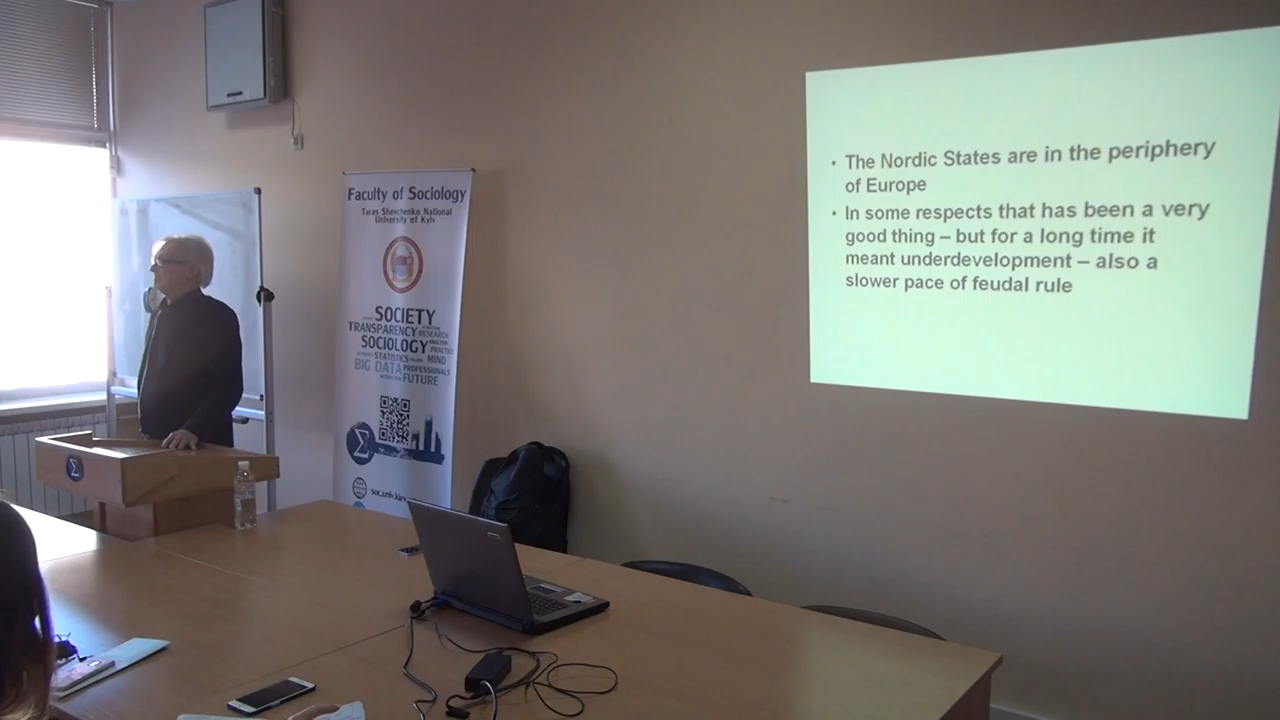 Faculty of Sociology
Taras Shevchenko National
University of Kyiv
SOCIETY
TRANSPARENCY RESEARCH
SOCIOLOGY ANALYSIS
STATISTICS MIND
BIG DATA PROFESSIONALS
FUTURE
Σ
Σ
• The Nordic States are in the periphery
of Europe
• In some respects that has been a very
good thing – but for a long time it
meant underdevelopment – also a
slower pace of feudal rule